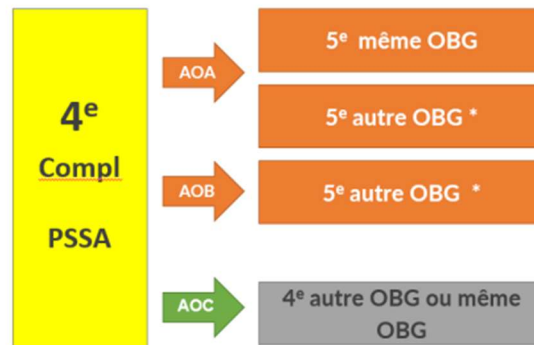 4e
Compl
PSSA
AOA
5e même OBG
5e autre OBG *
AOB
5e autre OBG *
AOC
4e autre OBG ou même
OBG